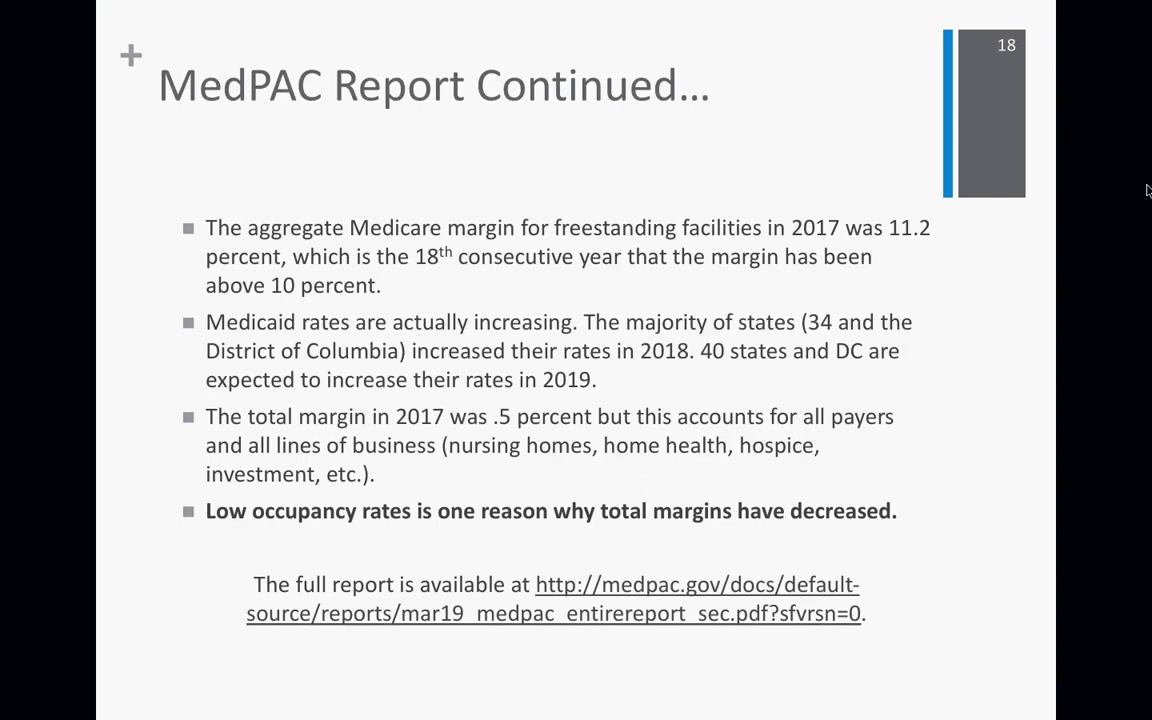 18
+
MedPAC Report Continued...
■ The aggregate Medicare margin for freestanding facilities in 2017 was 11.2
percent, which is the 18th consecutive year that the margin has been
above 10 percent.
■ Medicaid rates are actually increasing. The majority of states (34 and the
District of Columbia) increased their rates in 2018. 40 states and DC are
expected to increase their rates in 2019.
■ The total margin in 2017 was .5 percent but this accounts for all payers
and all lines of business (nursing homes, home health, hospice,
investment, etc.).
■ Low occupancy rates is one reason why total margins have decreased.
The full report is available at http://medpac.gov/docs/default-
source/reports/mar19_medpac_entirereport_sec.pdf?sfvrsn=0.